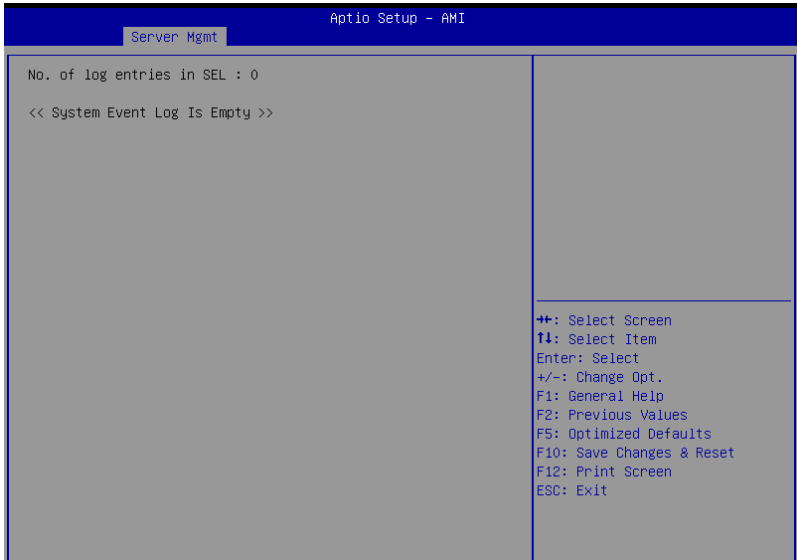 Aptio Setup – AMI
Server Mgmt
No. of log entries in SEL : 0
<< System Event Log Is Empty >>
→←: Select Screen
↑↓: Select Item
Enter: Select
+/-: Change Opt.
F1: General Help
F2: Previous Values
F5: Optimized Defaults
F10: Save Changes & Reset
F12: Print Screen
ESC: Exit